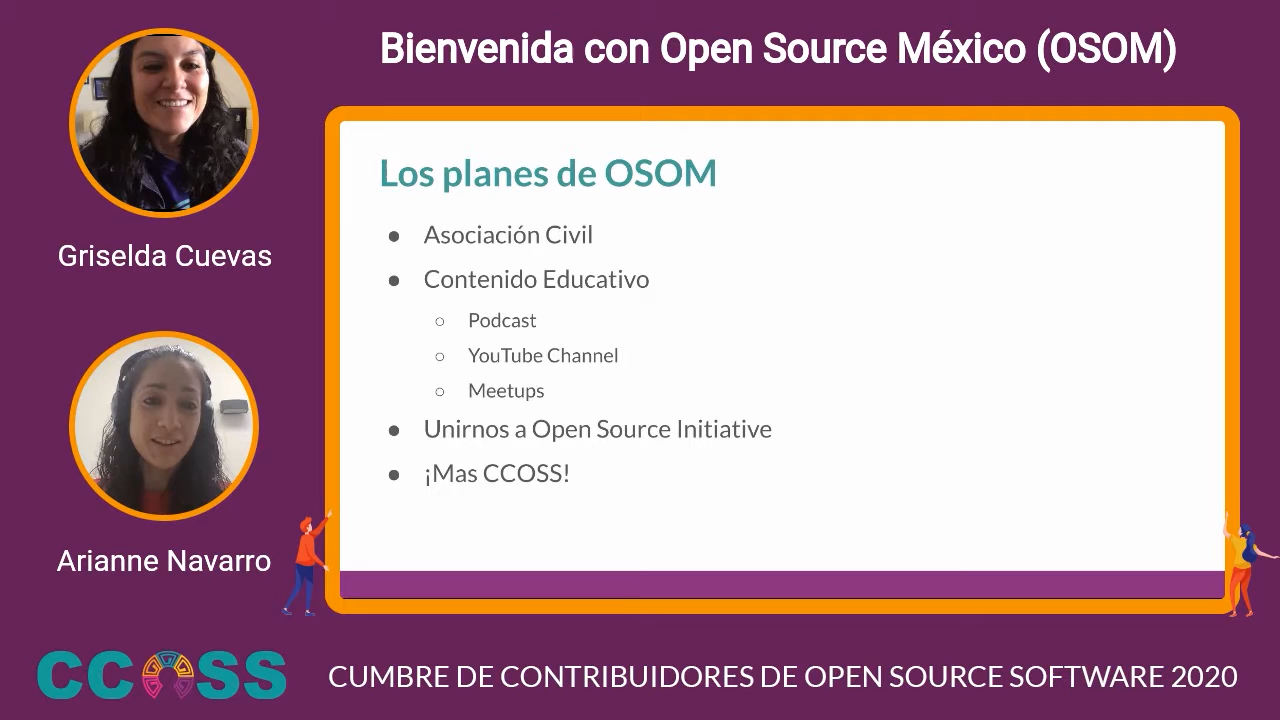 Bienvenida con Open Source México (OSOM)
Griselda Cuevas
Arianne Navarro
Los planes de OSOM
● Asociación Civil
● Contenido Educativo
○ Podcast
○ YouTube Channel
○ Meetups
● Unirnos a Open Source Initiative
● ¡Mas CCOSS!
CCOSS
CUMBRE DE CONTRIBUIDORES DE OPEN SOURCE SOFTWARE 2020